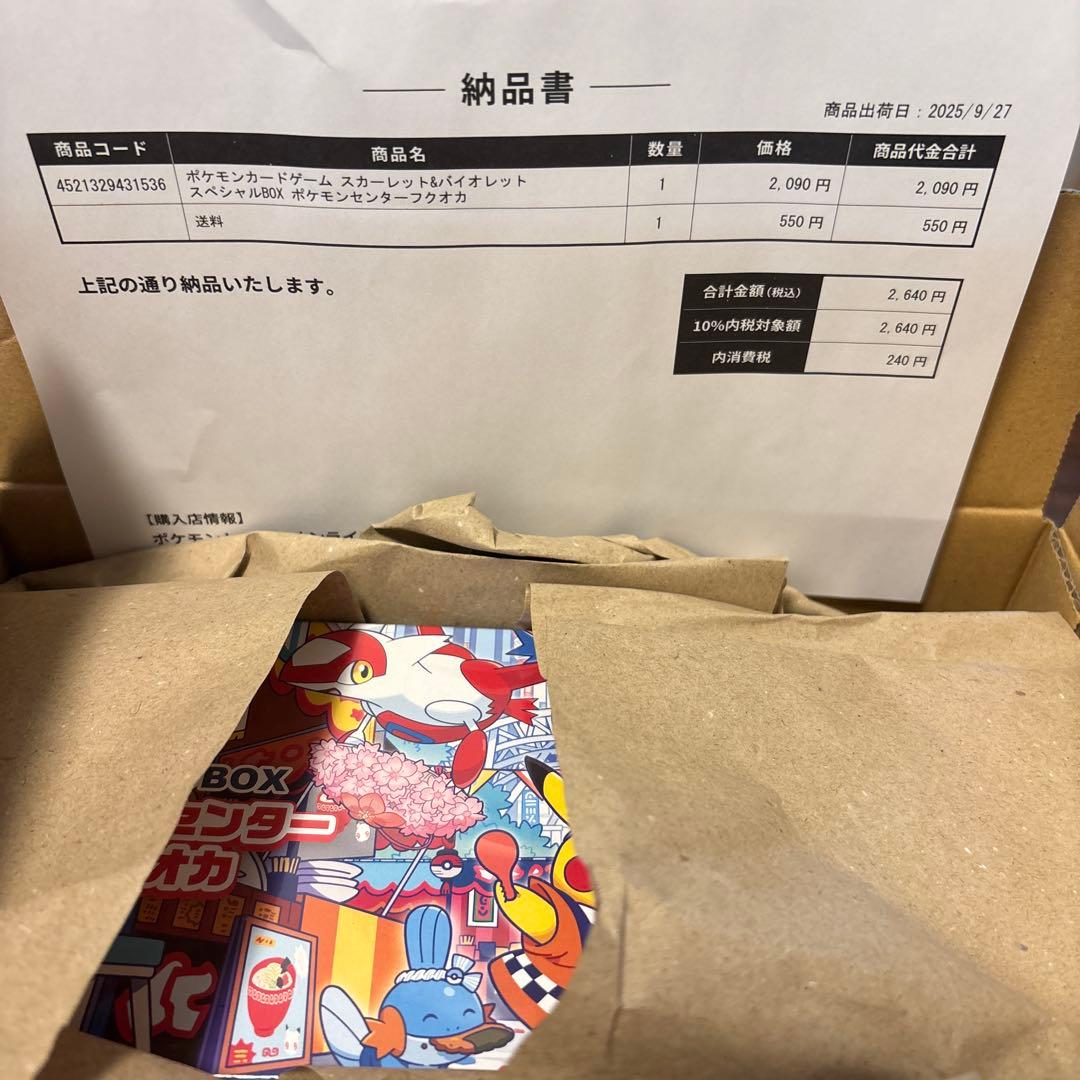 納品書
商品出荷日：2025/9/27
商品コード 商品名 数量 価格 商品代金合計
4521329431536 ポケモンカードゲーム スカーレット&バイオレット 1 2,090 円 2,090 円
スペシャルBOX ポケモンセンターフクオカ
送料 1 550 円 550 円
上記の通り納品いたします。
合計金額(税込) 2,640 円
10%内税対象額 2,640 円
内消費税 240 円
【購入店情報】
BOX
センター
オカ